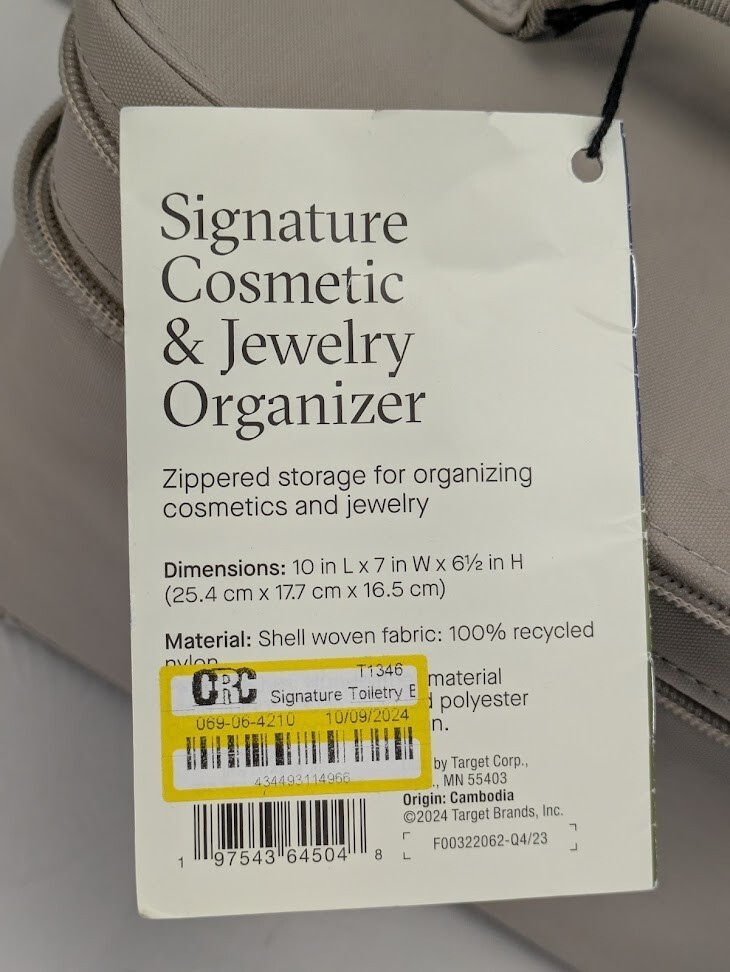 Signature
Cosmetic
& Jewelry
Organizer
Zippered storage for organizing
cosmetics and jewelry
Dimensions: 10 in L x 7 in W x 6½ in H
(25.4 cm x 17.7 cm x 16.5 cm)
Material: Shell woven fabric: 100% recycled
nylon
material
polyester
CRC
T1346
Signature Toiletry B
069-06-4210 10/09/2024
434493114966
by Target Corp.,
, MN 55403
Origin: Cambodia
©2024 Target Brands, Inc.
F00322062-Q4/23
1 97543 64504 8